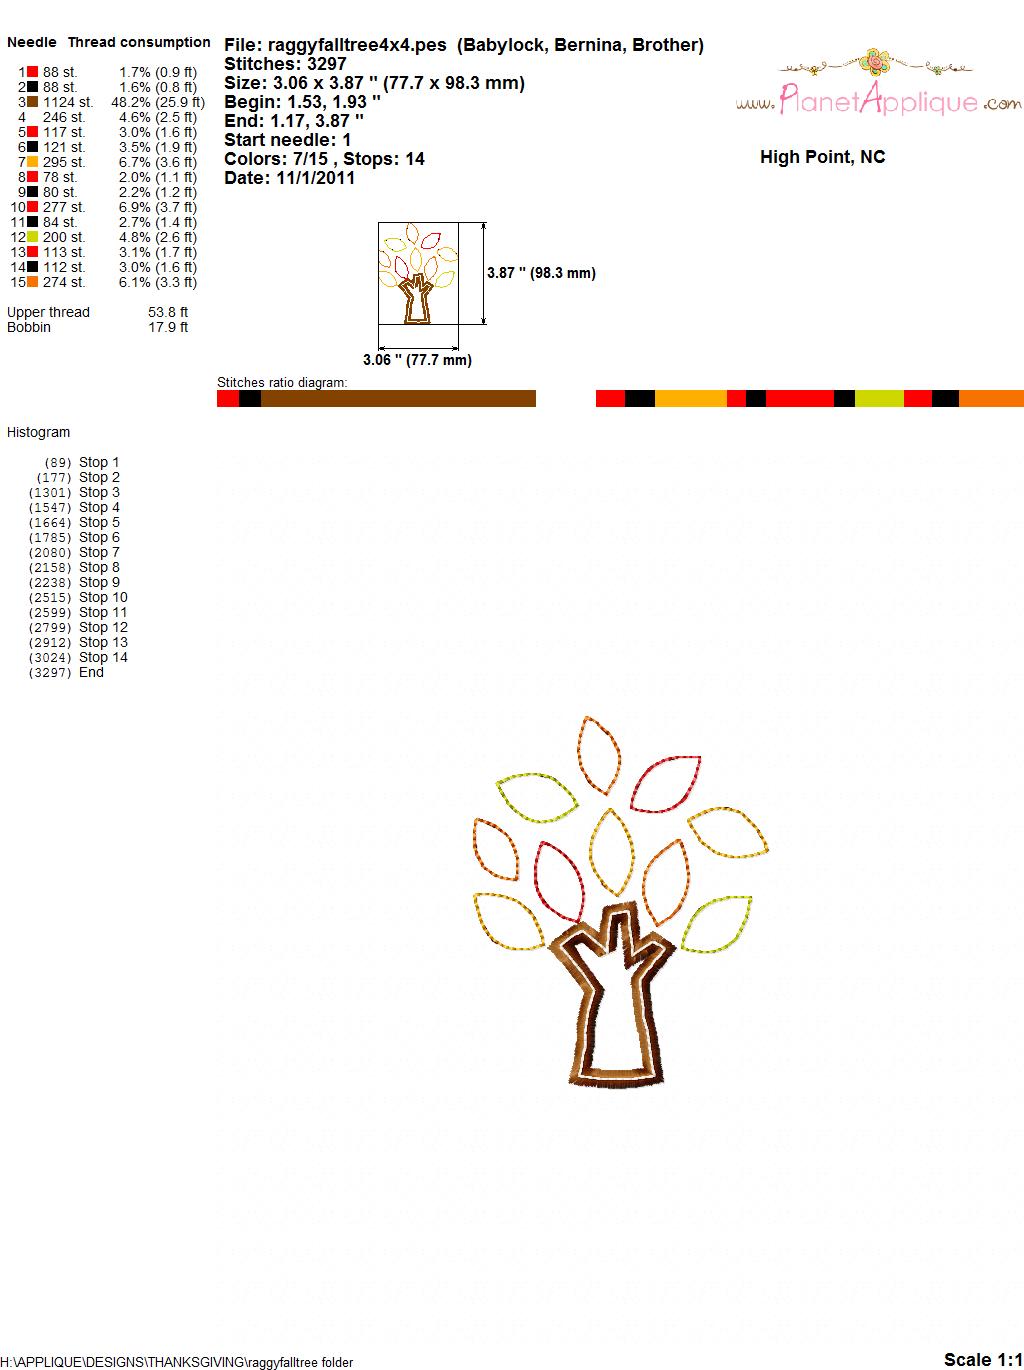 Needle Thread consumption
1 88 st. 1.7% (0.9 ft)
2 88 st. 1.6% (0.8 ft)
3 1124 st. 48.2% (25.9 ft)
4 246 st. 4.6% (2.5 ft)
5 117 st. 3.0% (1.6 ft)
6 121 st. 3.5% (1.9 ft)
7 295 st. 6.7% (3.6 ft)
8 78 st. 2.0% (1.1 ft)
9 80 st. 2.2% (1.2 ft)
10 277 st. 6.9% (3.7 ft)
11 84 st. 2.7% (1.4 ft)
12 200 st. 4.8% (2.6 ft)
13 113 st. 3.1% (1.7 ft)
14 112 st. 3.0% (1.6 ft)
15 274 st. 6.1% (3.3 ft)
Upper thread 53.8 ft
Bobbin 17.9 ft
File: raggyfalltree4x4.pes (Babylock, Bernina, Brother)
Stitches: 3297
Size: 3.06 x 3.87 " (77.7 x 98.3 mm)
Begin: 1.53, 1.93 "
End: 1.17, 3.87 "
Start needle: 1
Colors: 7/15 , Stops: 14
Date: 11/1/2011
www.PlanetApplique.com
High Point, NC
3.87 " (98.3 mm)
3.06 " (77.7 mm)
Stitches ratio diagram:
Histogram
(89) Stop 1
(177) Stop 2
(1301) Stop 3
(1547) Stop 4
(1664) Stop 5
(1785) Stop 6
(2080) Stop 7
(2158) Stop 8
(2238) Stop 9
(2515) Stop 10
(2599) Stop 11
(2799) Stop 12
(2912) Stop 13
(3024) Stop 14
(3297) End
H:\APPLIQUE\DESIGNS\THANKSGIVING\raggyfalltree folder
Scale 1:1